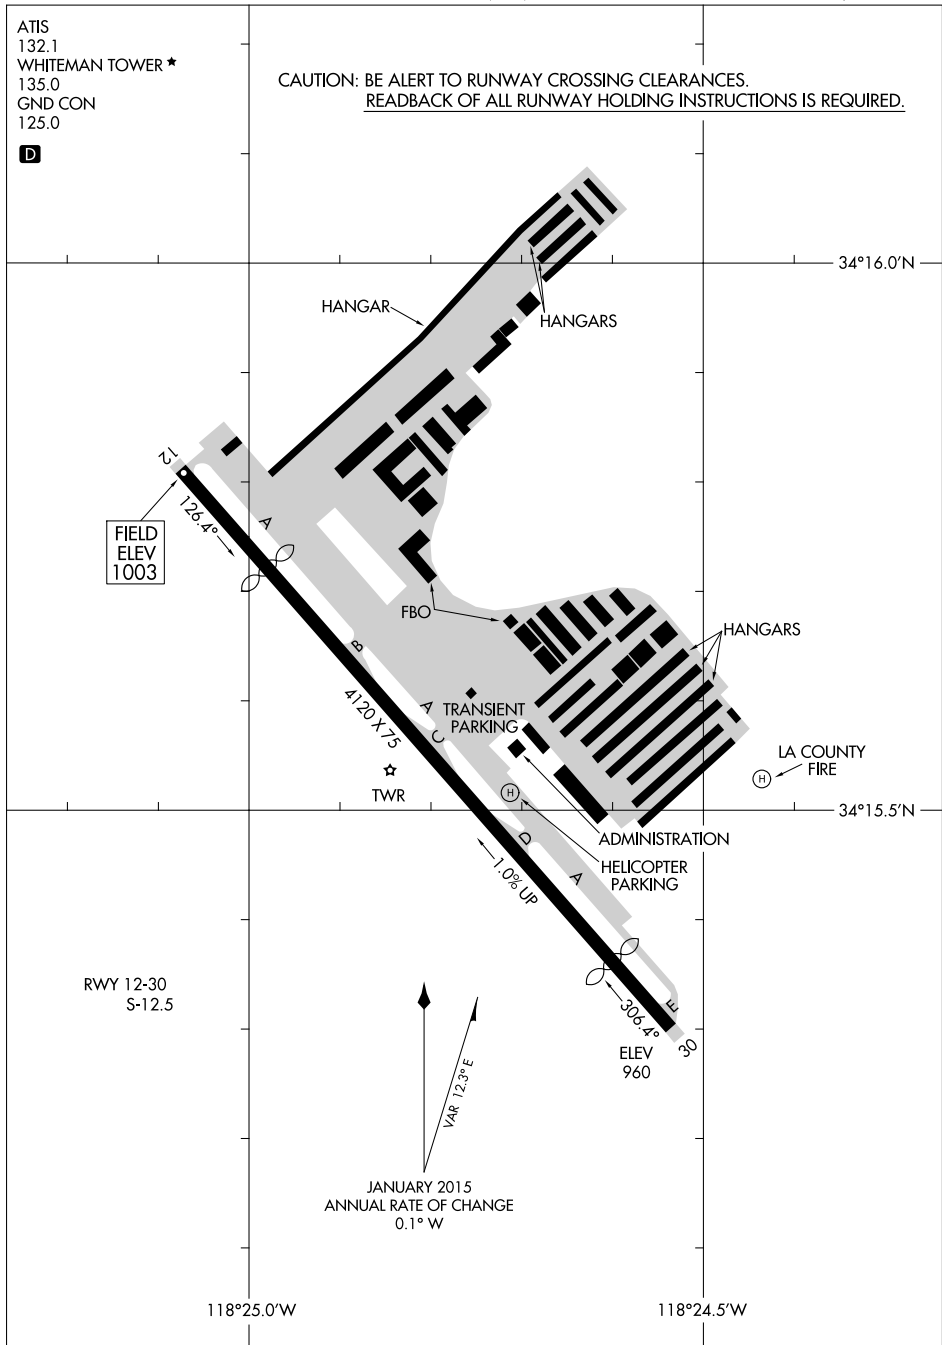 ATIS
132.1
WHITEMAN TOWER ★
135.0
GND CON
125.0
D
CAUTION: BE ALERT TO RUNWAY CROSSING CLEARANCES.
READBACK OF ALL RUNWAY HOLDING INSTRUCTIONS IS REQUIRED.
34°16.0'N
HANGAR
HANGARS
12
126.4°
A
FIELD
ELEV
1003
FBO
HANGARS
B
4120 X 75
A
TRANSIENT
PARKING
C
TWR
H
H
LA COUNTY
FIRE
34°15.5'N
D
ADMINISTRATION
1.0% UP
A
HELICOPTER
PARKING
RWY 12-30
S-12.5
306.4°
E
30
ELEV
960
VAR 12.3° E
JANUARY 2015
ANNUAL RATE OF CHANGE
0.1° W
118°25.0'W
118°24.5'W